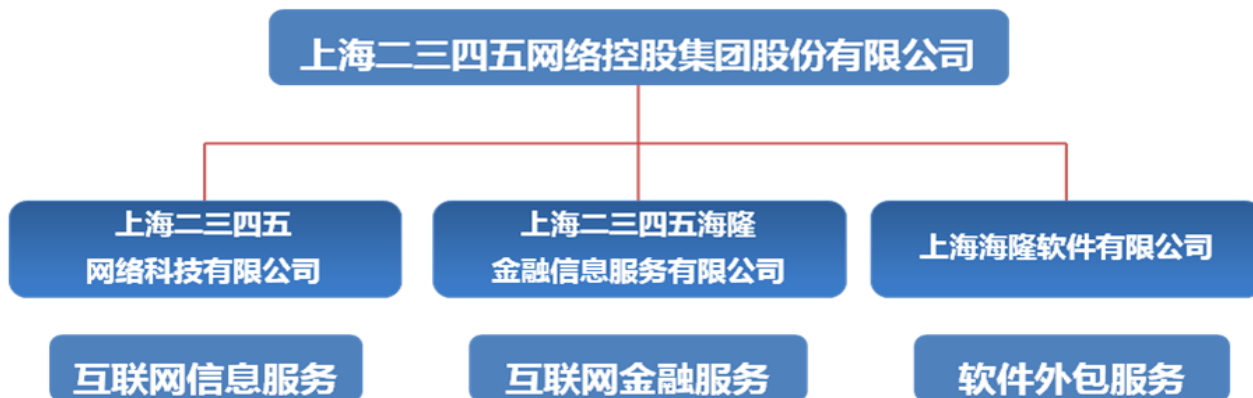 上海二三四五网络控股集团股份有限公司
上海二三四五
网络科技有限公司
上海二三四五海隆
金融信息服务有限公司
上海海隆软件有限公司
互联网信息服务
互联网金融服务
软件外包服务